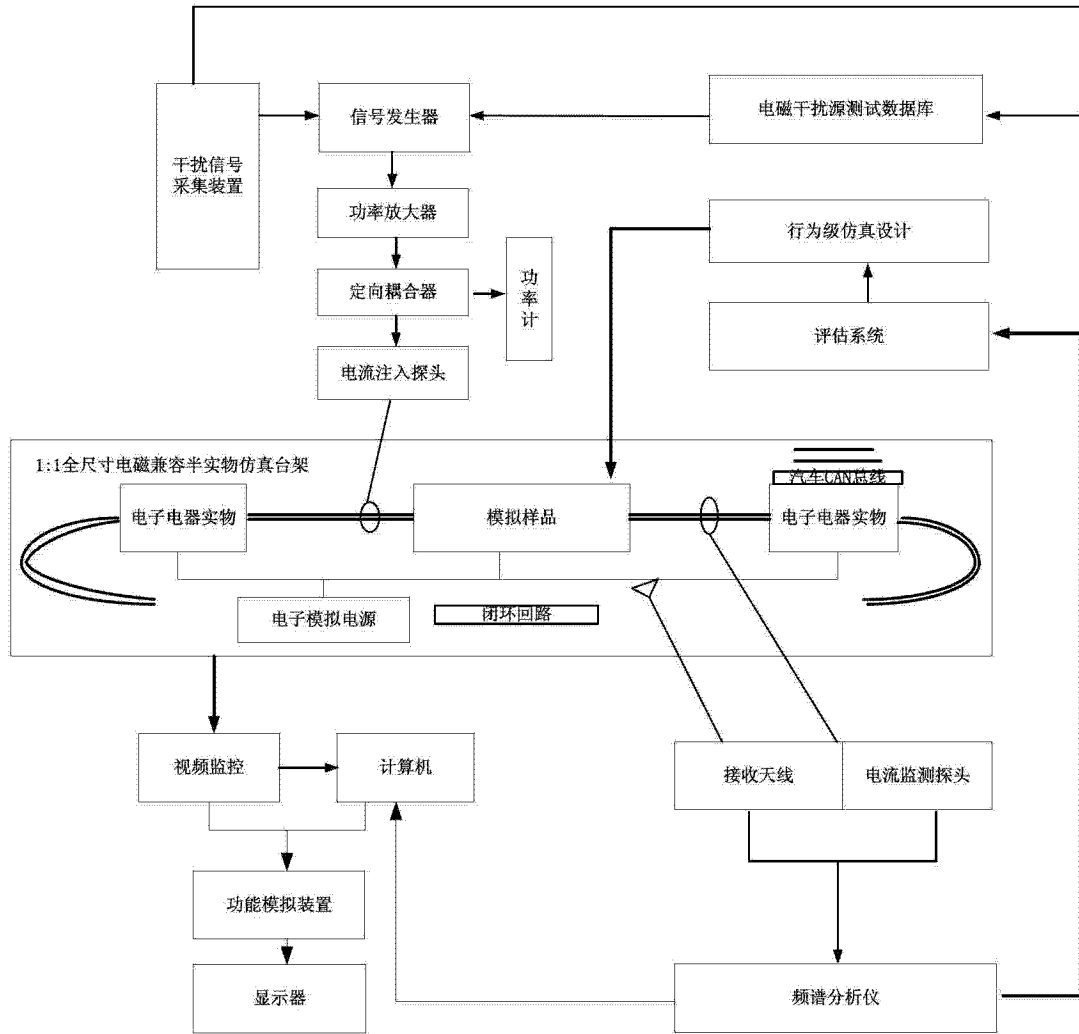 信号发生器
电磁干扰源测试数据库
干扰信号
采集装置
功率放大器
行为级仿真设计
定向耦合器
功
率
计
评估系统
电流注入探头
1:1全尺寸电磁兼容半实物仿真台架
汽车CAN总线
电子电器实物
模拟样品
电子电器实物
电子模拟电源
闭环回路
视频监控
计算机
接收天线
电流监测探头
功能模拟装置
显示器
频谱分析仪